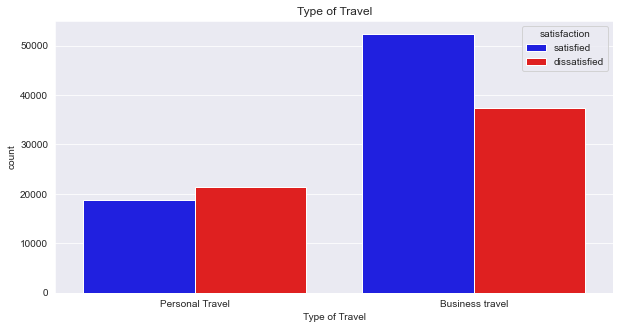 Type of Travel
satisfaction
satisfied
dissatisfied
50000
40000
30000
20000
10000
0
count
Personal Travel
Business travel
Type of Travel